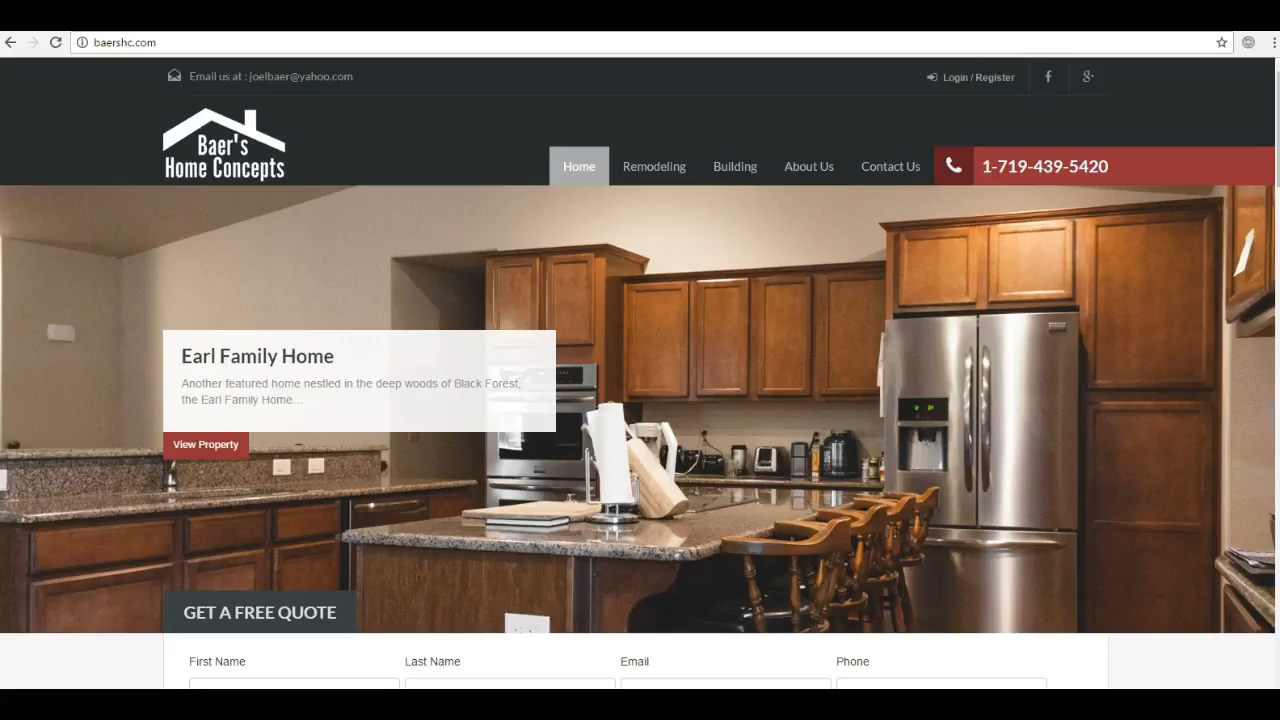 baershc.com
Email us at : joelbaer@yahoo.com
Login / Register
Baer's
Home Concepts
Home
Remodeling
Building
About Us
Contact Us
1-719-439-5420
Earl Family Home
Another featured home nestled in the deep woods of Black Forest,
the Earl Family Home...
View Property
GET A FREE QUOTE
First Name
Last Name
Email
Phone